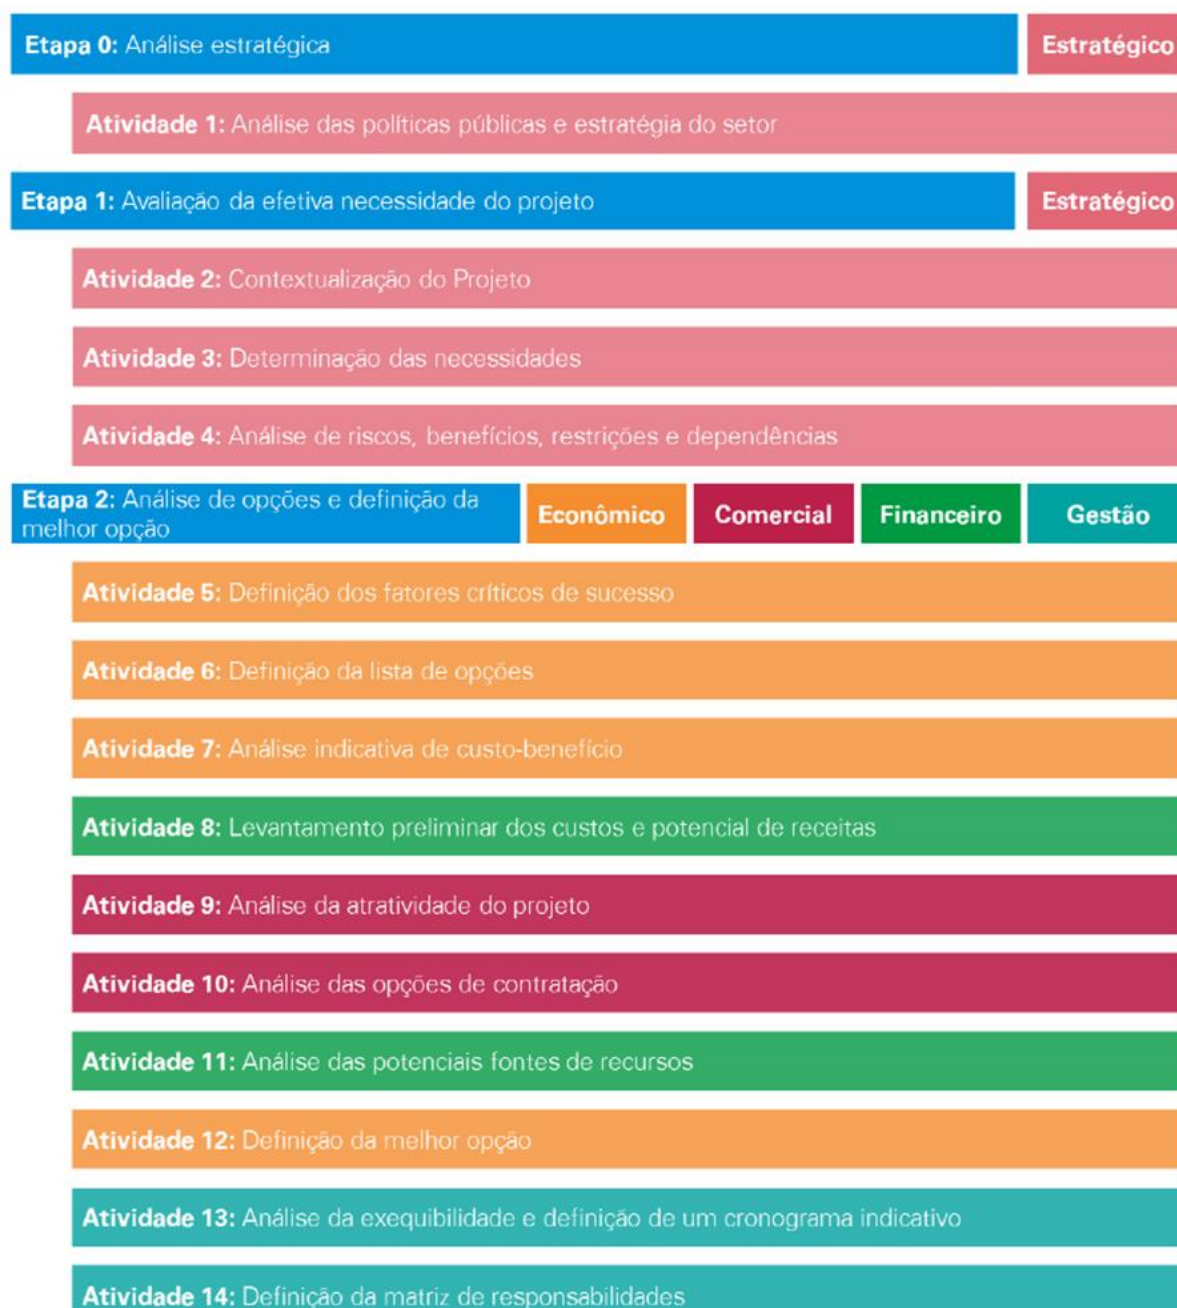 Etapa 0: Análise estratégica
Estratégico
Atividade 1: Análise das políticas públicas e estratégia do setor
Etapa 1: Avaliação da efetiva necessidade do projeto
Estratégico
Atividade 2: Contextualização do Projeto
Atividade 3: Determinação das necessidades
Atividade 4: Análise de riscos, benefícios, restrições e dependências
Etapa 2: Análise de opções e definição da
melhor opção
Econômico
Comercial
Financeiro
Gestão
Atividade 5: Definição dos fatores críticos de sucesso
Atividade 6: Definição da lista de opções
Atividade 7: Análise indicativa de custo-benefício
Atividade 8: Levantamento preliminar dos custos e potencial de receitas
Atividade 9: Análise da atratividade do projeto
Atividade 10: Análise das opções de contratação
Atividade 11: Análise das potenciais fontes de recursos
Atividade 12: Definição da melhor opção
Atividade 13: Análise da exequibilidade e definição de um cronograma indicativo
Atividade 14: Definição da matriz de responsabilidades